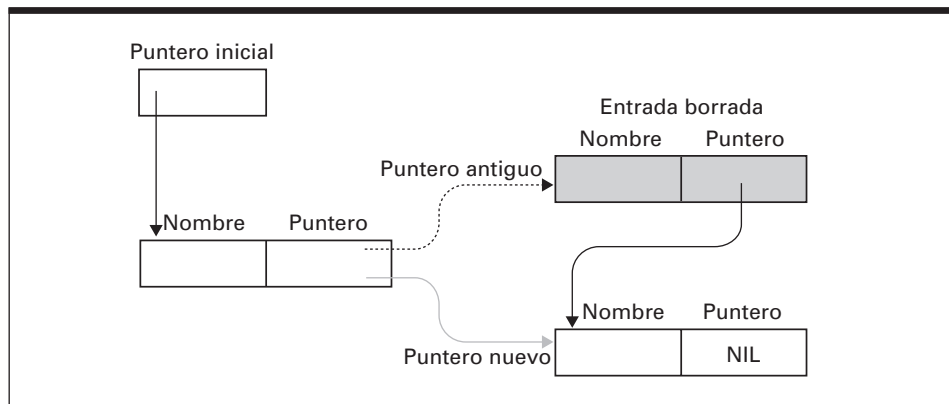 Puntero inicial
Entrada borrada
Nombre Puntero
Puntero antiguo
Nombre Puntero
Nombre Puntero
Puntero nuevo
NIL